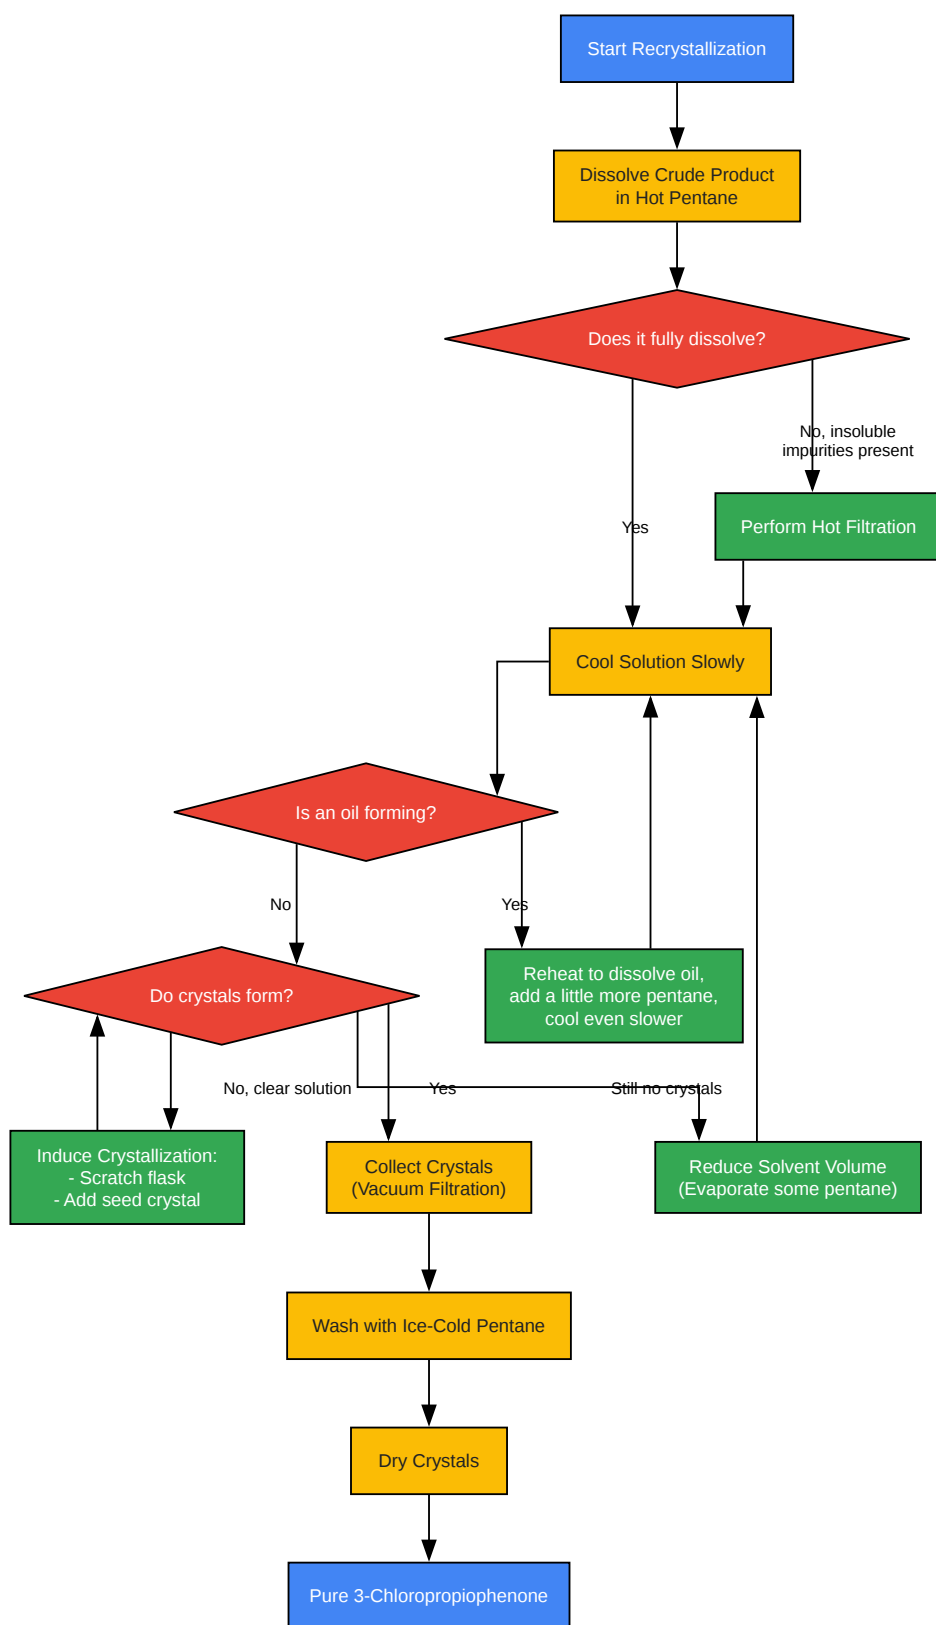 Start Recrystallization
Dissolve Crude Product
in Hot Pentane
Does it fully dissolve?
No, insoluble
impurities present
Yes
Perform Hot Filtration
Cool Solution Slowly
Is an oil forming?
No
Yes
Reheat to dissolve oil,
add a little more pentane,
cool even slower
Do crystals form?
No, clear solution
Yes
Still no crystals
Induce Crystallization:
- Scratch flask
- Add seed crystal
Collect Crystals
(Vacuum Filtration)
Reduce Solvent Volume
(Evaporate some pentane)
Wash with Ice-Cold Pentane
Dry Crystals
Pure 3-Chloropropiophenone